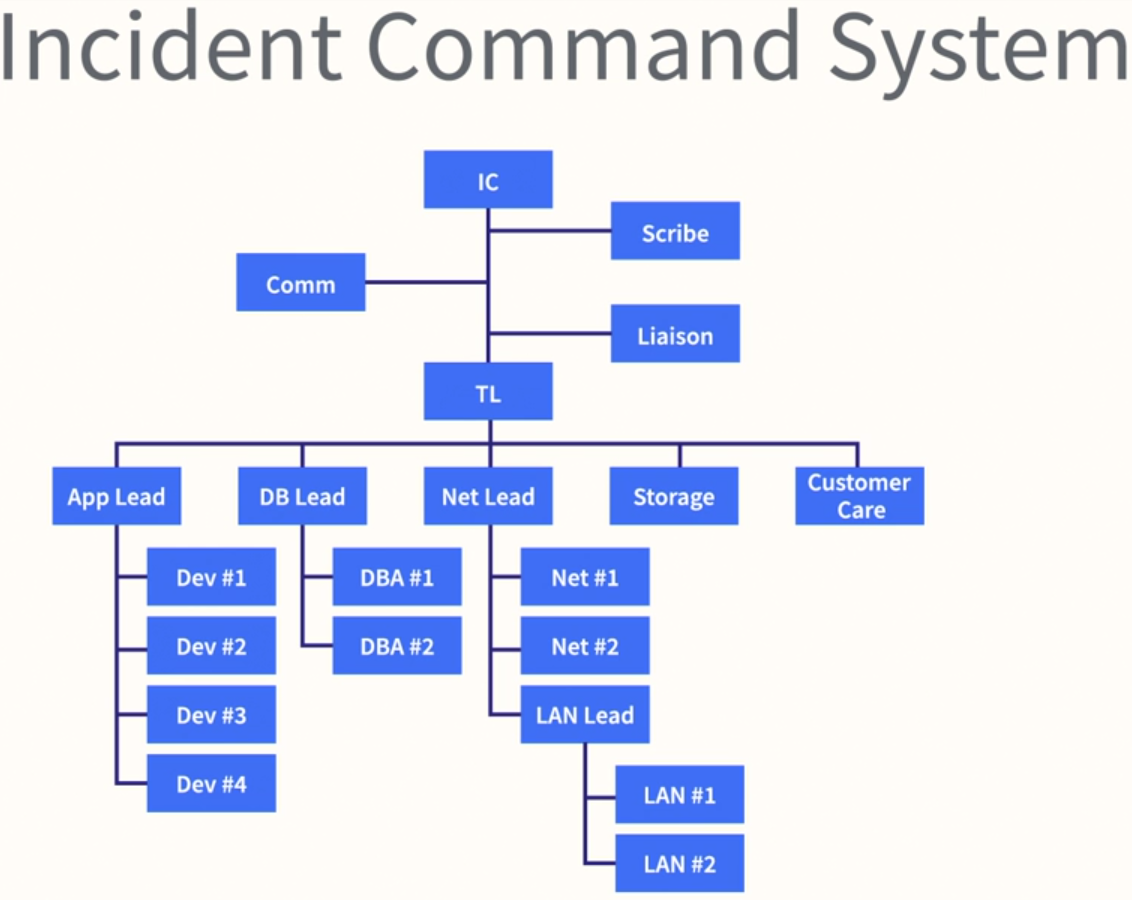 Incident Command System
IC
Scribe
Comm
Liaison
TL
App Lead
DB Lead
Net Lead
Storage
Customer
Care
Dev #1
Dev #2
Dev #3
Dev #4
DBA #1
DBA #2
Net #1
Net #2
LAN Lead
LAN #1
LAN #2